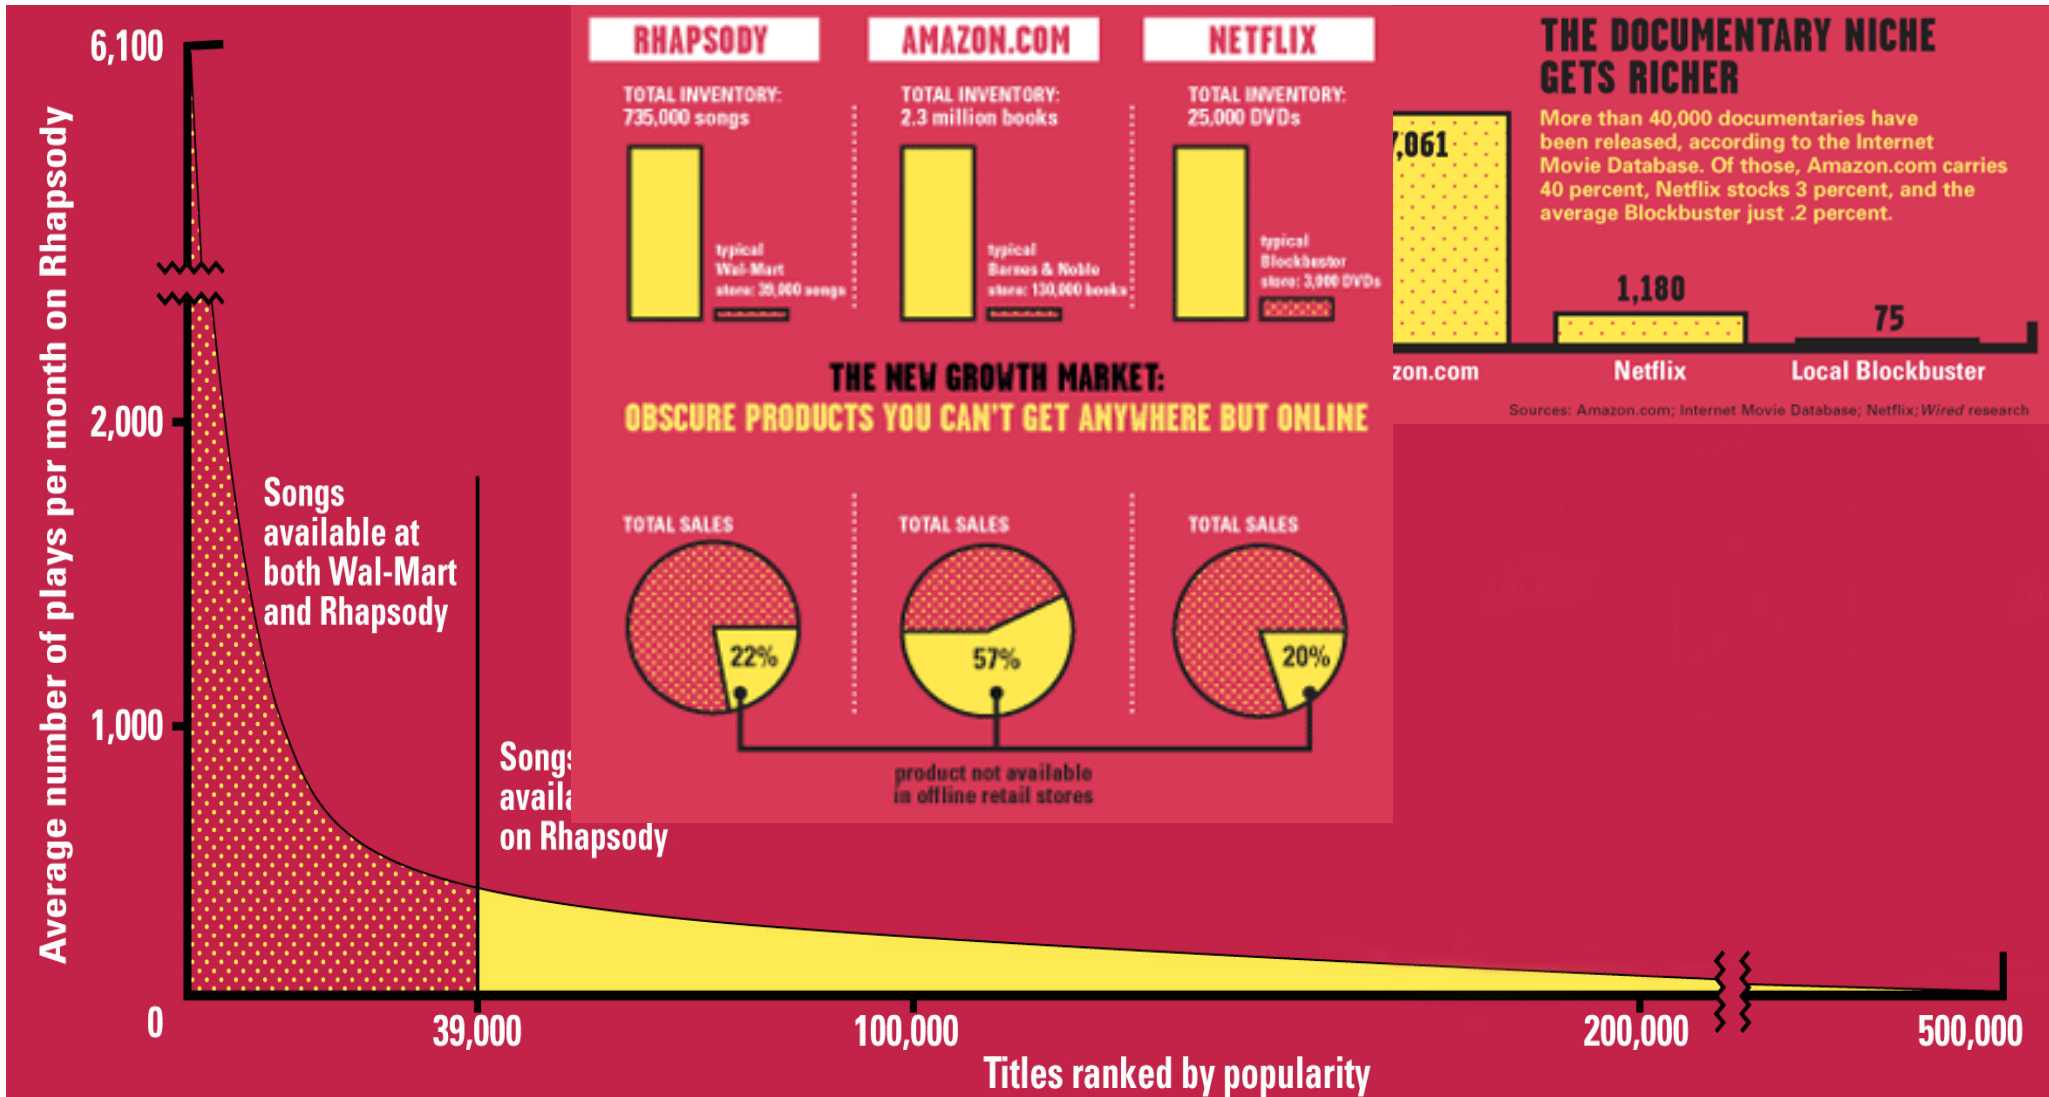 6,100
2,000
1,000
0
Average number of plays per month on Rhapsody
Songs
available at
both Wal-Mart
and Rhapsody
Songs
availa
on Rhapsody
39,000
100,000
200,000
500,000
Titles ranked by popularity
RHAPSODY
TOTAL INVENTORY:
735,000 songs
typical
Wal-Mart
store: 39,000 songs
AMAZON.COM
TOTAL INVENTORY:
2.3 million books
typical
Barnes & Noble
store: 130,000 books
NETFLIX
TOTAL INVENTORY:
25,000 DVDs
typical
Blockbuster
store: 3,000 DVDs
THE NEW GROWTH MARKET:
OBSCURE PRODUCTS YOU CAN'T GET ANYWHERE BUT ONLINE
TOTAL SALES
22%
TOTAL SALES
57%
TOTAL SALES
20%
product not available
in offline retail stores
THE DOCUMENTARY NICHE
GETS RICHER
More than 40,000 documentaries have
been released, according to the Internet
Movie Database. Of those, Amazon.com carries
40 percent, Netflix stocks 3 percent, and the
average Blockbuster just .2 percent.
7,061
1,180
75
zon.com
Netflix
Local Blockbuster
Sources: Amazon.com; Internet Movie Database; Netflix; Wired research